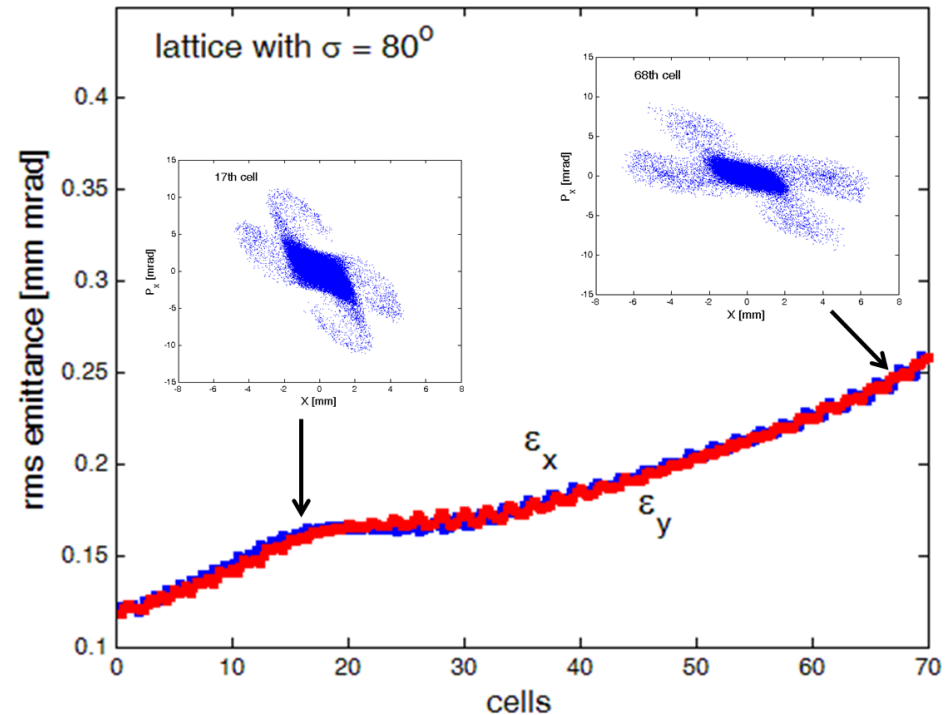 lattice with σ = 80⁰
rms emittance [mm mrad]
0.4
0.35
0.3
0.25
0.2
0.15
0.1
0 10 20 30 40 50 60 70
cells
εx
εy
17th cell
Px [mrad]
15
10
5
0
-5
-10
-15
-8 -6 -4 -2 0 2 4 6 8
X [mm]
68th cell
Px [mrad]
15
10
5
0
-5
-10
-15
-8 -6 -4 -2 0 2 4 6 8
X [mm]